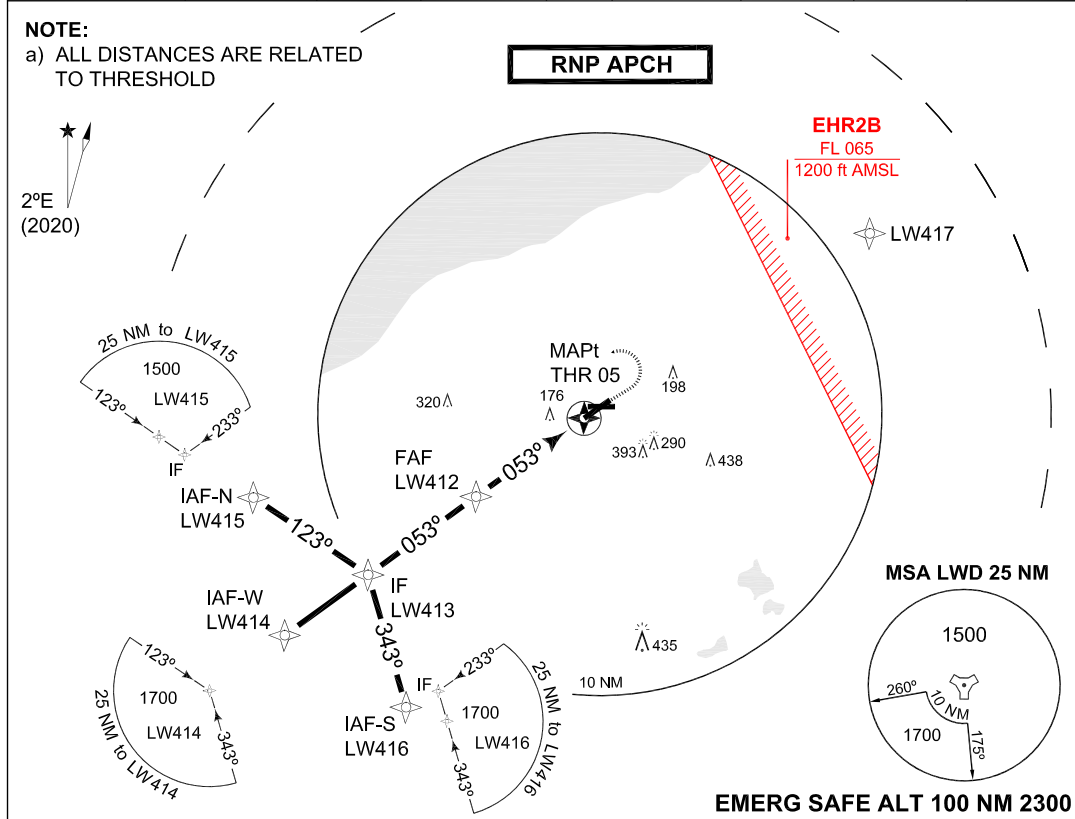 NOTE:
a) ALL DISTANCES ARE RELATED
TO THRESHOLD
RNP APCH
2ºE
(2020)
EHR2B
FL 065
1200 ft AMSL
LW417
25 NM to LW415
1500
LW415
123º
233º
IF
MAPt
THR 05
320
176
198
393
290
438
FAF
LW412
053º
IAF-N
LW415
123º
053º
IF
LW413
IAF-W
LW414
343º
435
10 NM
IAF-S
LW416
123º
1700
LW414
343º
25 NM to LW414
IF
233º
1700
LW416
343º
25 NM to LW416
MSA LWD 25 NM
1500
260º
10 NM
1700
175º
EMERG SAFE ALT 100 NM 2300